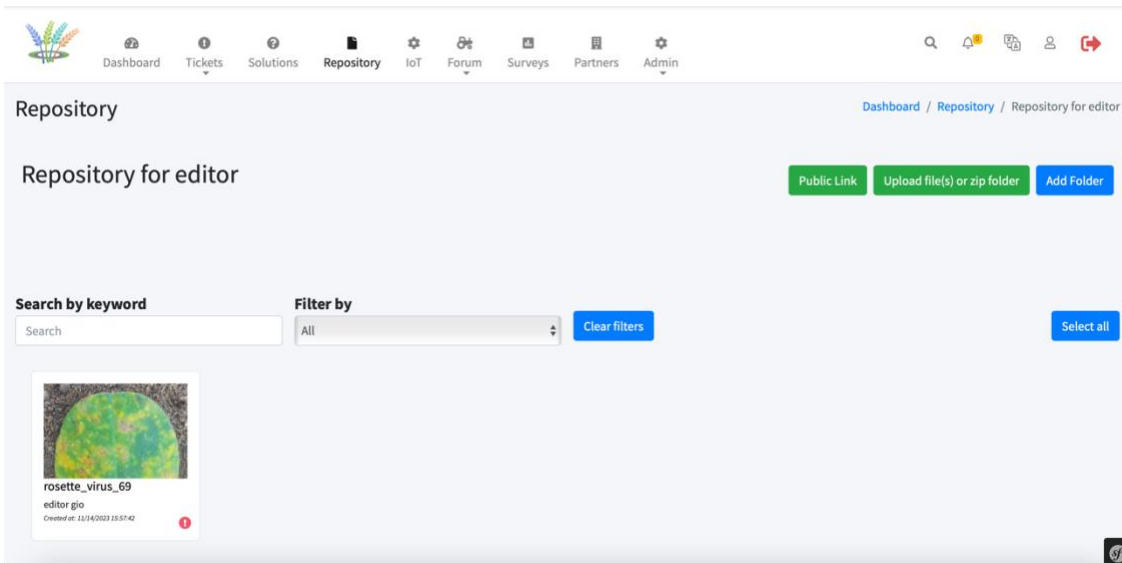 Dashboard
Tickets
Solutions
Repository
IoT
Forum
Surveys
Partners
Admin
0
Repository
Dashboard / Repository / Repository for editor
Repository for editor
Public Link
Upload file(s) or zip folder
Add Folder
Search by keyword
Filter by
Search
All
Clear filters
Select all
rosette_virus_69
editor gio
Created at: 11/14/2023 15:57:42
sf